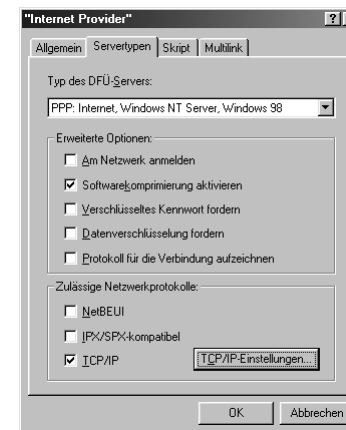 "Internet Provider"
Allgemein Servertypen Skript Multilink
Typ des DFÜ-Servers:
PPP: Internet, Windows NT Server, Windows 98
Erweiterte Optionen:
Am Netzwerk anmelden
Softwarekomprimierung aktivieren
Verschlüsseltes Kennwort fordern
Datenverschlüsselung fordern
Protokoll für die Verbindung aufzeichnen
Zulässige Netzwerkprotokolle:
NetBEUI
IPX/SPX-kompatibel
TCP/IP TCP/IP-Einstellungen...
OK Abbrechen